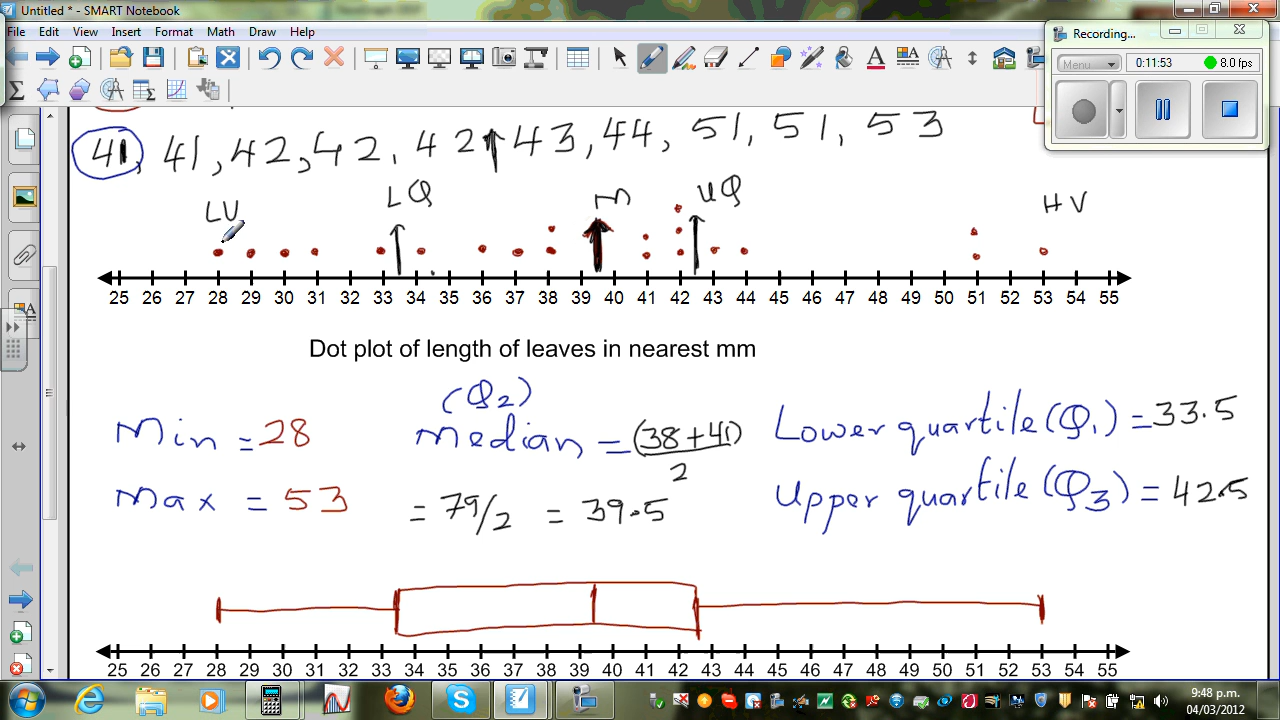 Untitled * - SMART Notebook
File Edit View Insert Format Math Draw Help
Recording...
Menu 0:11:53 8.0 fps
41, 41, 42, 42, 42 43, 44, 51, 51, 53
LV LQ m UQ HV
25 26 27 28 29 30 31 32 33 34 35 36 37 38 39 40 41 42 43 44 45 46 47 48 49 50 51 52 53 54 55
Dot plot of length of leaves in nearest mm
Min = 28
Max = 53
(Q2)
Median = (38+41)
2
= 79/2 = 39.5
Lower quartile (Q1) = 33.5
Upper quartile (Q3) = 42.5
25 26 27 28 29 30 31 32 33 34 35 36 37 38 39 40 41 42 43 44 45 46 47 48 49 50 51 52 53 54 55
9:48 p.m.
04/03/2012